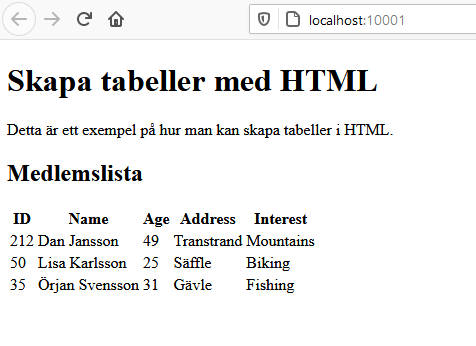 localhost:10001
Skapa tabeller med HTML
Detta är ett exempel på hur man kan skapa tabeller i HTML.
Medlemslista
ID Name Age Address Interest
212 Dan Jansson 49 Transtrand Mountains
50 Lisa Karlsson 25 Säffle Biking
35 Örjan Svensson 31 Gävle Fishing